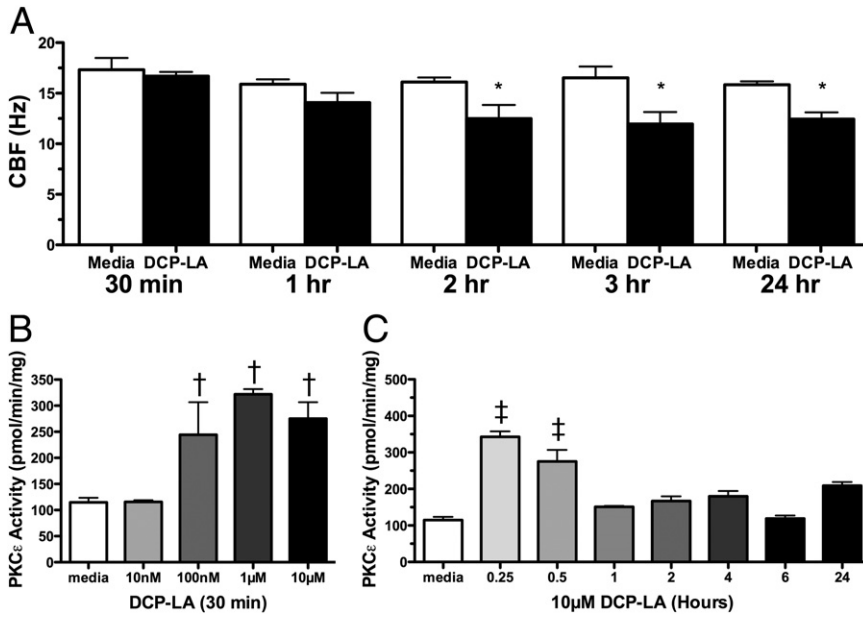 A
CBF (Hz)
20
15
10
5
0
*
*
*
Media DCP-LA Media DCP-LA Media DCP-LA Media DCP-LA Media DCP-LA
30 min 1 hr 2 hr 3 hr 24 hr
B
PKCε Activity (pmol/min/mg)
350
300
250
200
150
100
50
0
† † †
media 10nM 100nM 1µM 10µM
DCP-LA (30 min)
C
PKCε Activity (pmol/min/mg)
500
400
300
200
100
0
‡ ‡
media 0.25 0.5 1 2 4 6 24
10µM DCP-LA (Hours)